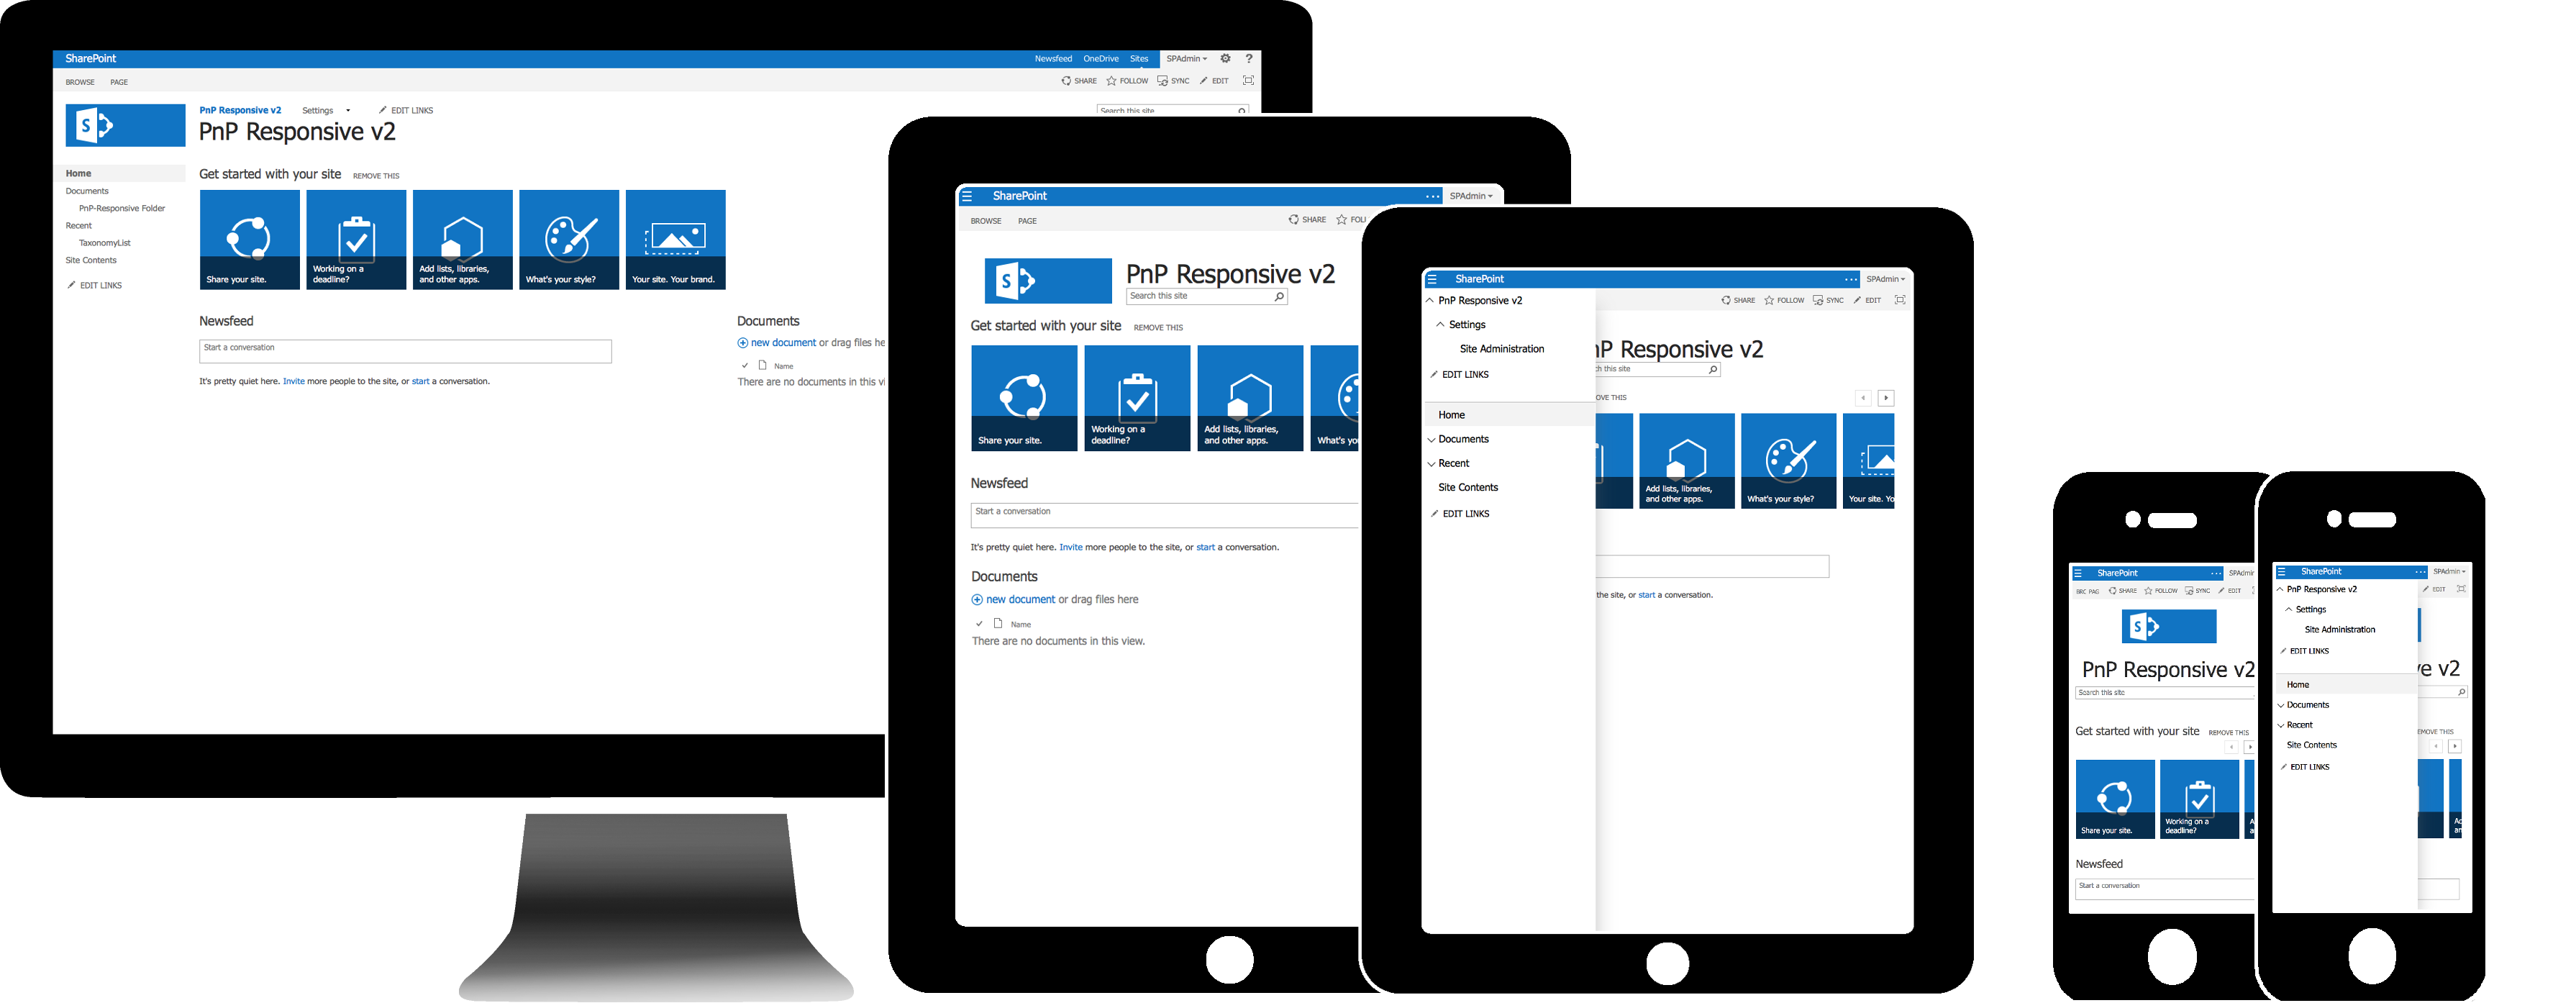 SharePoint
Newsfeed OneDrive Sites SPAdmin ?
BROWSE PAGE
SHARE FOLLOW SYNC EDIT
S
PnP Responsive v2 Settings EDIT LINKS
Search this site
PnP Responsive v2
Home
Documents
PnP-Responsive Folder
Recent
TaxonomyList
Site Contents
EDIT LINKS
Get started with your site REMOVE THIS
Share your site.
Working on a
deadline?
Add lists, libraries,
and other apps.
What's your style?
Your site. Your brand.
Newsfeed
Start a conversation
It's pretty quiet here. Invite more people to the site, or start a conversation.
Documents
new document or drag files he
Name
There are no documents in this vi
SharePoint
SPAdmin
BROWSE PAGE
SHARE FOLL
S
PnP Responsive v2
Search this site
Get started with your site REMOVE THIS
Share your site.
Working on a
deadline?
Add lists, libraries,
and other apps.
What's yo
Newsfeed
Start a conversation
It's pretty quiet here. Invite more people to the site, or start a conversation.
Documents
new document or drag files here
Name
There are no documents in this view.
SharePoint
SPAdmin
PnP Responsive v2
Settings
Site Administration
EDIT LINKS
Home
Documents
Recent
Site Contents
EDIT LINKS
SHARE FOLLOW SYNC EDIT
nP Responsive v2
ch this site
OVE THIS
Add lists, libraries,
and other apps.
What's your style?
Your site. Yo
the site, or start a conversation.
SharePoint
SPAdmin
BRC PAG SHARE FOLLOW SYNC EDIT
S
PnP Responsive v2
Search this site
Get started with your site REMOVE THIS
Share your site.
Working on a
deadline?
A
an
Newsfeed
Start a conversation
SharePoint
SPAdmin
PnP Responsive v2
Settings
Site Administration
EDIT LINKS
Home
Documents
Recent
Site Contents
EDIT LINKS
EDIT
ve v2
EMOVE THIS
Ad
an